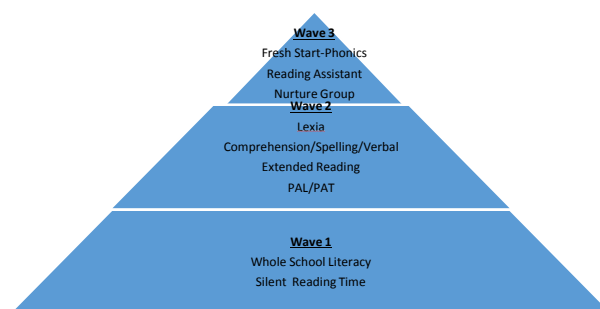 Wave 3
Fresh Start-Phonics
Reading Assistant
Nurture Group
Wave 2
Lexia
Comprehension/Spelling/Verbal
Extended Reading
PAL/PAT
Wave 1
Whole School Literacy
Silent Reading Time